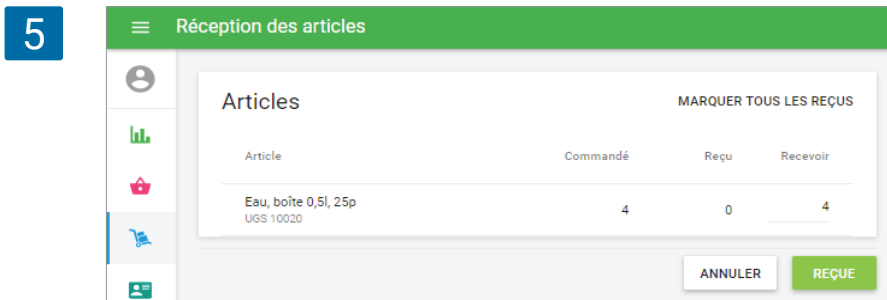 5
Réception des articles
Articles
MARQUER TOUS LES REÇUS
Article Commandé Reçu Recevoir
Eau, boîte 0,5l, 25p 4 0 4
UGS 10020
ANNULER REÇUE